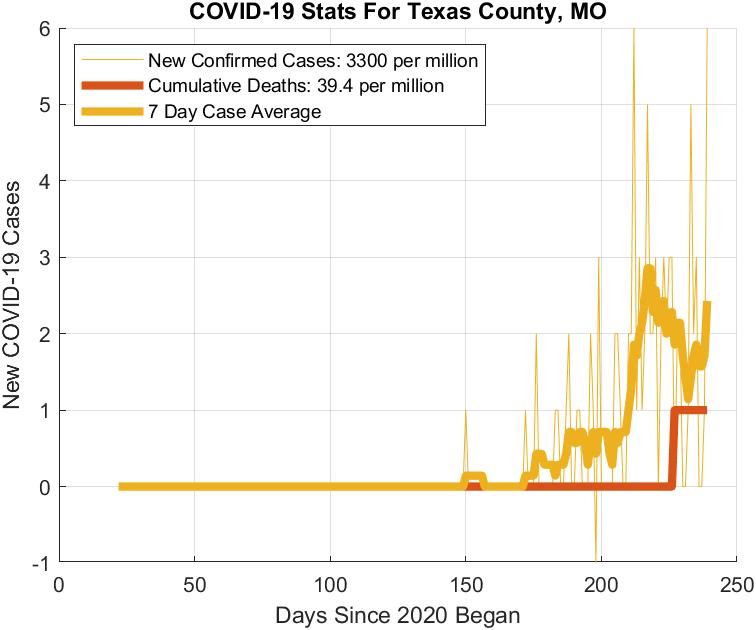 COVID-19 Stats For Texas County, MO
New Confirmed Cases: 3300 per million
Cumulative Deaths: 39.4 per million
7 Day Case Average
New COVID-19 Cases
6
5
4
3
2
1
0
-1
0 50 100 150 200 250
Days Since 2020 Began